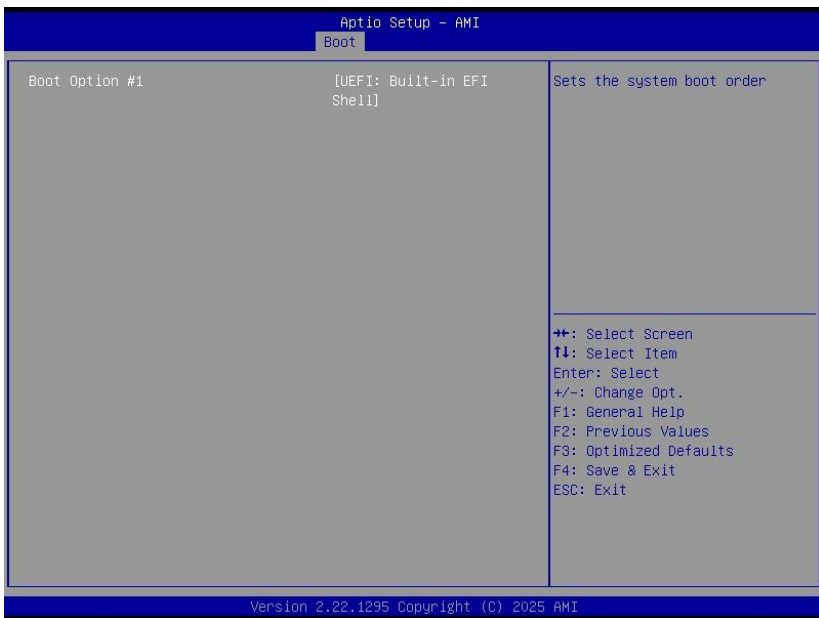 Aptio Setup – AMI
Boot
Boot Option #1 [UEFI: Built-in EFI
Shell]
Sets the system boot order
→←: Select Screen
↑↓: Select Item
Enter: Select
+/-: Change Opt.
F1: General Help
F2: Previous Values
F3: Optimized Defaults
F4: Save & Exit
ESC: Exit
Version 2.22.1295 Copyright (C) 2025 AMI